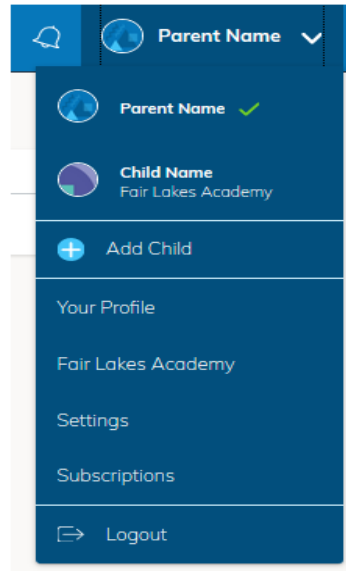 Parent Name
Parent Name
Child Name
Fair Lakes Academy
Add Child
Your Profile
Fair Lakes Academy
Settings
Subscriptions
Logout